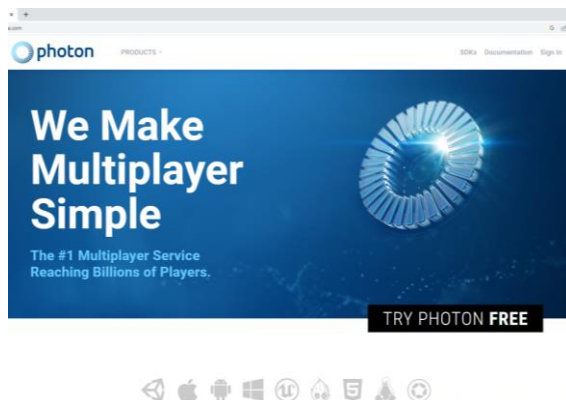 photon
PRODUCTS
SDKs Documentation Sign In
We Make
Multiplayer
Simple
The #1 Multiplayer Service
Reaching Billions of Players.
TRY PHOTON FREE